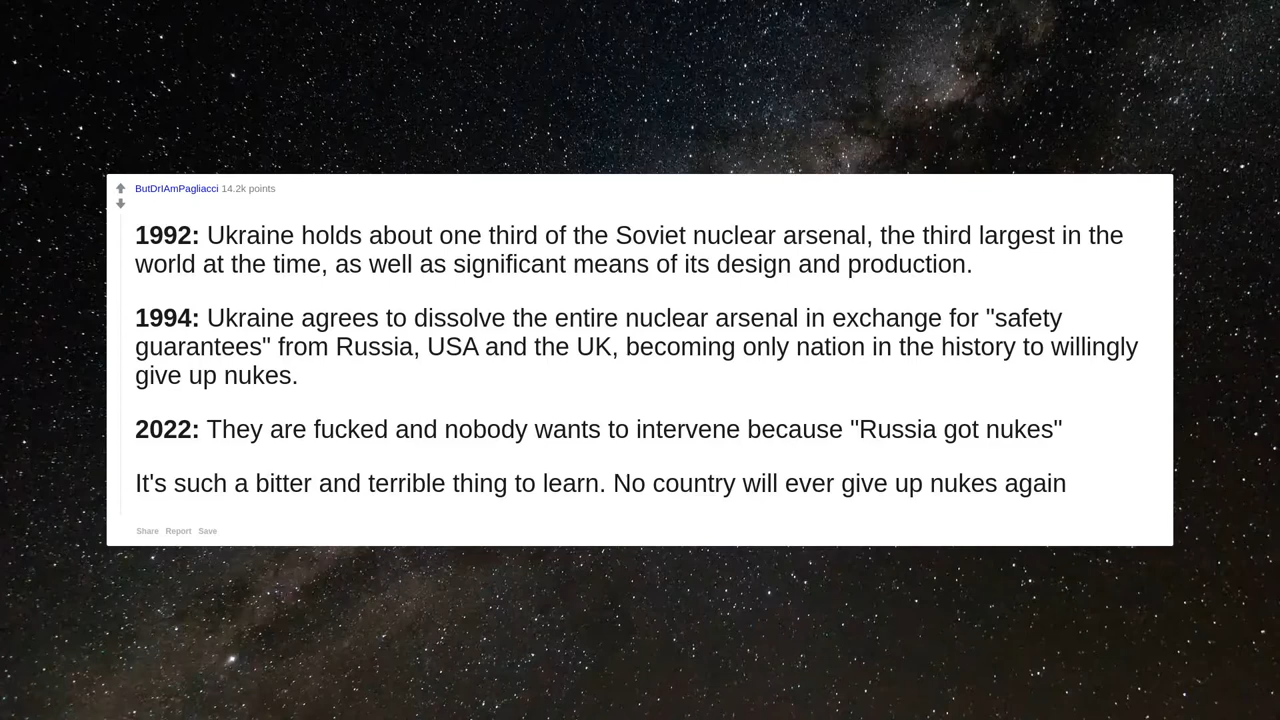 ButDrIAmPagliacci 14.2k points
1992: Ukraine holds about one third of the Soviet nuclear arsenal, the third largest in the
world at the time, as well as significant means of its design and production.
1994: Ukraine agrees to dissolve the entire nuclear arsenal in exchange for "safety
guarantees" from Russia, USA and the UK, becoming only nation in the history to willingly
give up nukes.
2022: They are fucked and nobody wants to intervene because "Russia got nukes"
It's such a bitter and terrible thing to learn. No country will ever give up nukes again
Share Report Save